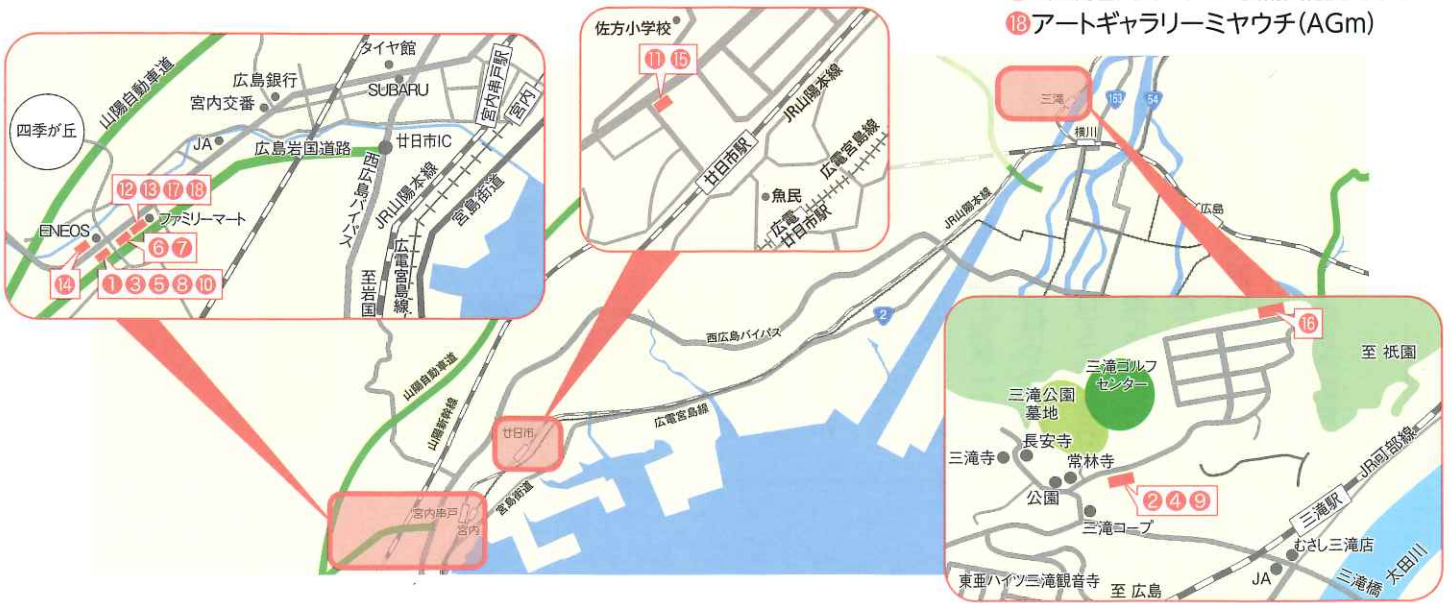 ⑱アートギャラリーミヤウチ(AGm)
山陽自動車道
四季が丘
タイヤ館
広島銀行
宮内交番
SUBARU
宮内串戸駅
宮内
JA
広島岩国道路
廿日市IC
西広島バイパス
JR山陽本線
宮島街道
広電宮島線
至岩国
⑫⑬⑰⑱
ファミリーマート
ENEOS
⑥⑦
⑭
①③⑤⑧⑩
佐方小学校
⑪⑮
JR山陽本線
廿日市駅
広電宮島線
魚民
広電
廿日市駅
三滝
163
54
横川
広島
JR山陽本線
2
西広島バイパス
広電宮島線
山陽自動車道
山陽新幹線
廿日市
宮島街道
宮内串戸
宮内
⑯
至 祇園
三滝ゴルフ
センター
三滝公園
墓地
長安寺
三滝寺
常林寺
公園
②④⑨
三滝コープ
JR可部線
三滝駅
むさし三滝店
JA
三滝橋
太田川
東亜ハイツ三滝観音寺
至 広島